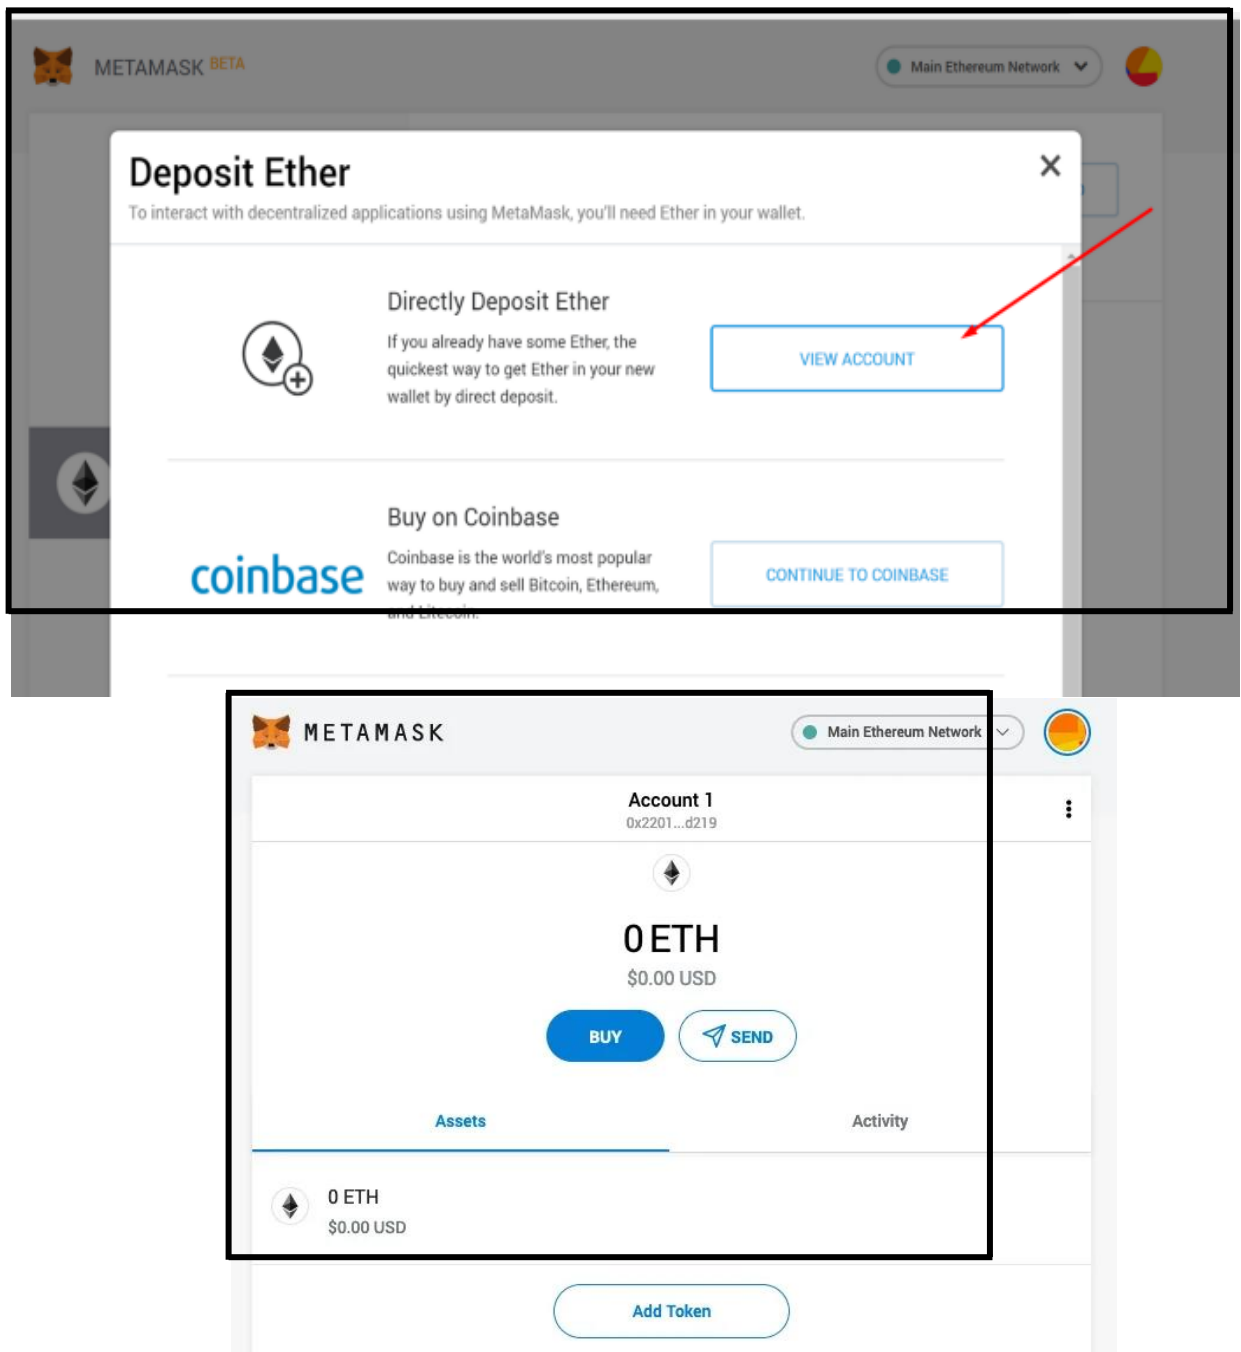 METAMASK BETA
Main Ethereum Network
Deposit Ether
To interact with decentralized applications using MetaMask, you'll need Ether in your wallet.
Directly Deposit Ether
If you already have some Ether, the
quickest way to get Ether in your new
wallet by direct deposit.
VIEW ACCOUNT
Buy on Coinbase
coinbase
Coinbase is the world's most popular
way to buy and sell Bitcoin, Ethereum,
and Litecoin.
CONTINUE TO COINBASE
METAMASK
Main Ethereum Network
Account 1
0x2201...d219
0 ETH
$0.00 USD
BUY
SEND
Assets
Activity
0 ETH
$0.00 USD
Add Token